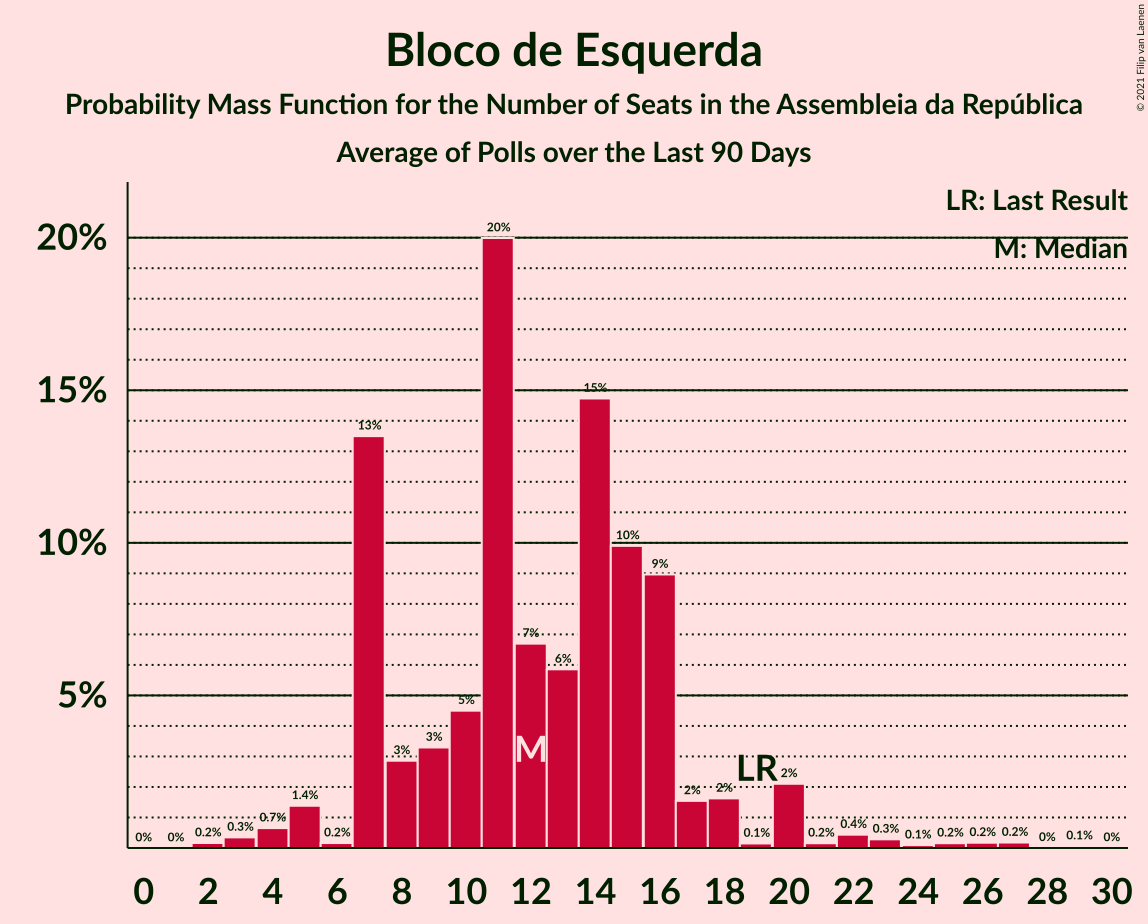 © 2021 Filip van Laenen
Bloco de Esquerda
Probability Mass Function for the Number of Seats in the Assembleia da República
Average of Polls over the Last 90 Days
LR: Last Result
M: Median
20%
15%
10%
5%
0% 0% 0.2% 0.3% 0.7% 1.4% 0.2% 13% 3% 3% 5% 20% 7% 6% 15% 10% 9% 2% 2% 0.1% 2% 0.2% 0.4% 0.3% 0.1% 0.2% 0.2% 0.2% 0% 0.1% 0%
M
LR
0 2 4 6 8 10 12 14 16 18 20 22 24 26 28 30